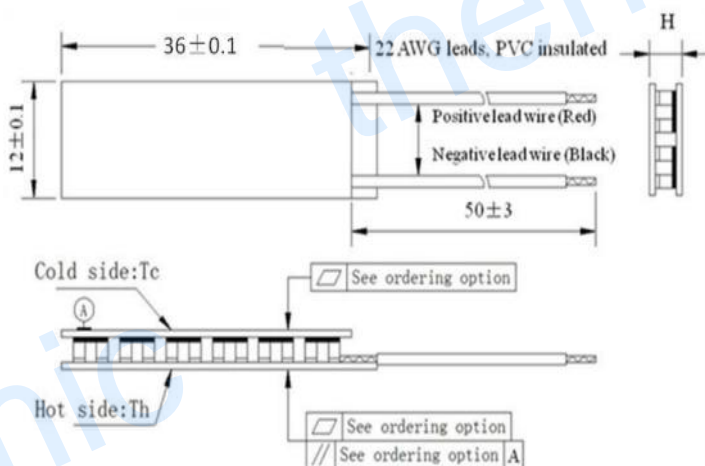 36±0.1
22 AWG leads, PVC insulated
H
12±0.1
Positive lead wire (Red)
Negative lead wire (Black)
50±3
Cold side:Tc
See ordering option
A
Hot side:Th
See ordering option
// See ordering option A